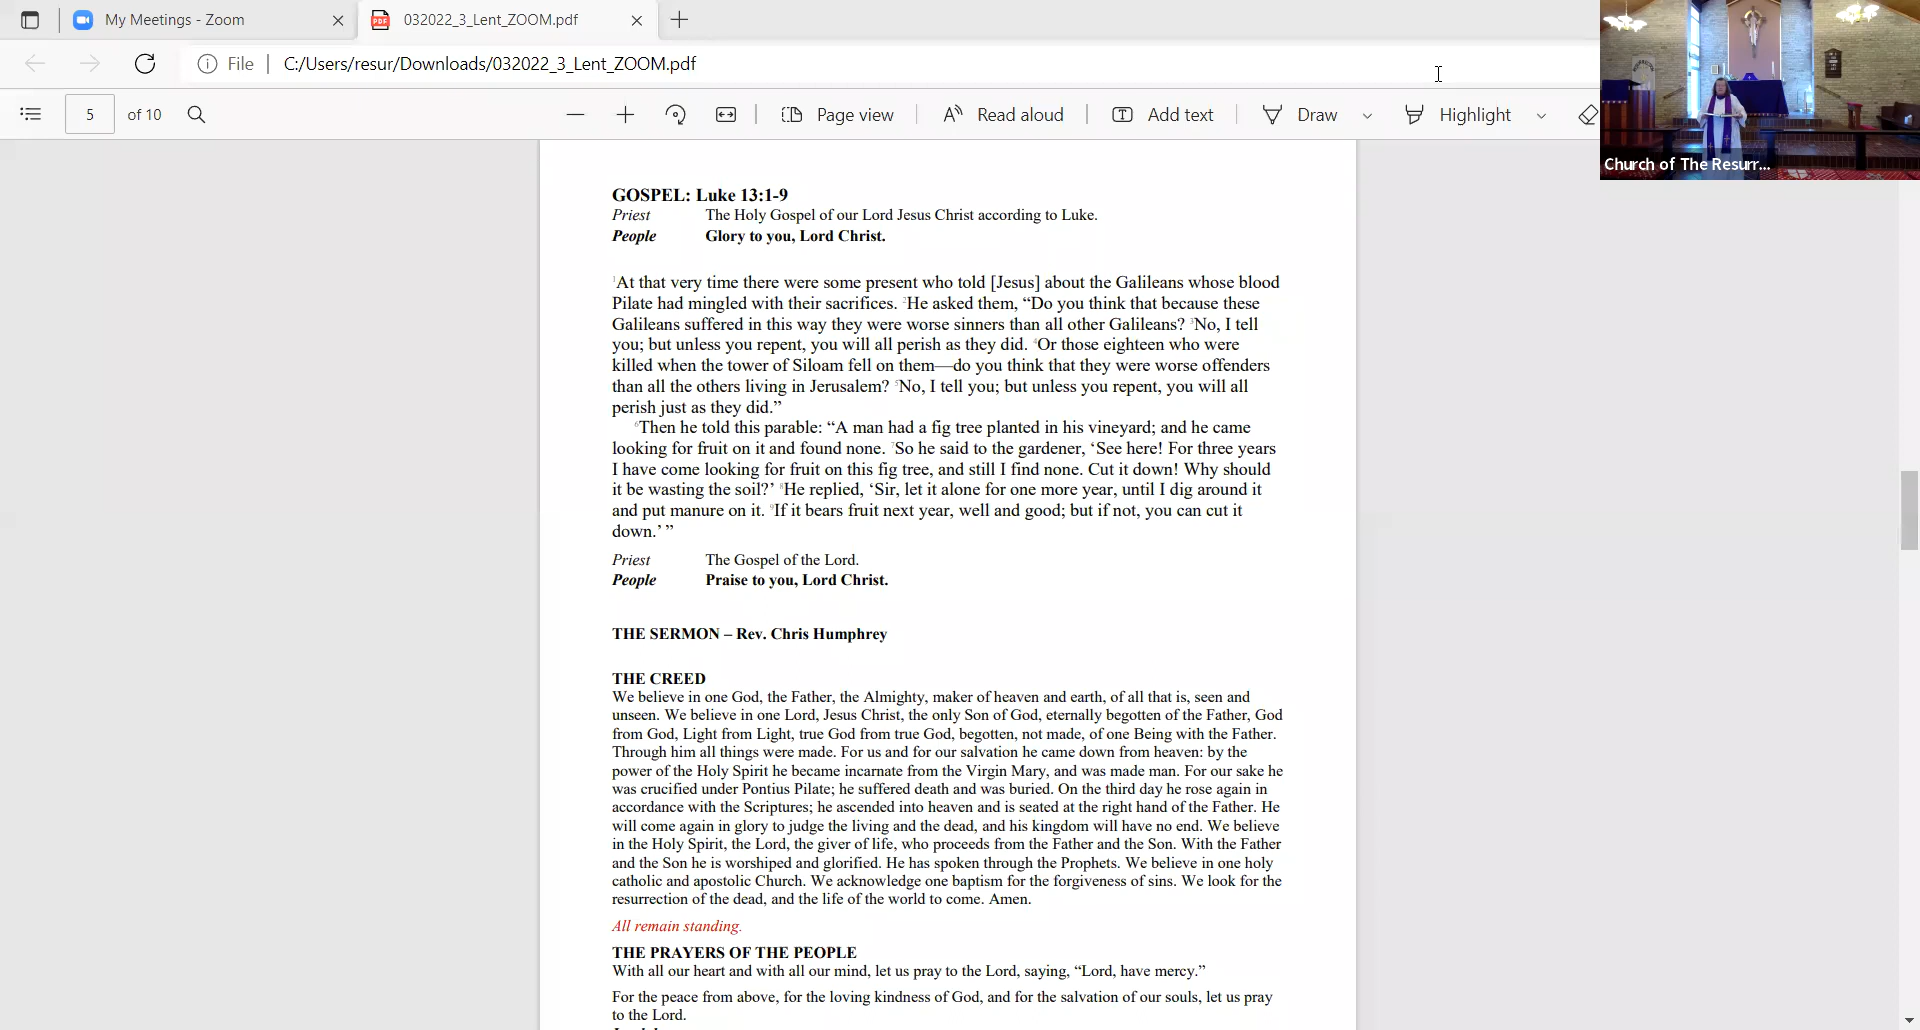 My Meetings - Zoom
032022_3_Lent_ZOOM.pdf
File
C:/Users/resur/Downloads/032022_3_Lent_ZOOM.pdf
5 of 10
Page view
Read aloud
Add text
Draw
Highlight
Church of The Resurr...
GOSPEL: Luke 13:1-9
Priest The Holy Gospel of our Lord Jesus Christ according to Luke.
People Glory to you, Lord Christ.
1At that very time there were some present who told [Jesus] about the Galileans whose blood
Pilate had mingled with their sacrifices. 2He asked them, “Do you think that because these
Galileans suffered in this way they were worse sinners than all other Galileans? 3No, I tell
you; but unless you repent, you will all perish as they did. 4Or those eighteen who were
killed when the tower of Siloam fell on them—do you think that they were worse offenders
than all the others living in Jerusalem? 5No, I tell you; but unless you repent, you will all
perish just as they did.”
6Then he told this parable: “A man had a fig tree planted in his vineyard; and he came
looking for fruit on it and found none. 7So he said to the gardener, ‘See here! For three years
I have come looking for fruit on this fig tree, and still I find none. Cut it down! Why should
it be wasting the soil?’ 8He replied, ‘Sir, let it alone for one more year, until I dig around it
and put manure on it. 9If it bears fruit next year, well and good; but if not, you can cut it
down.’ ”
Priest The Gospel of the Lord.
People Praise to you, Lord Christ.
THE SERMON – Rev. Chris Humphrey
THE CREED
We believe in one God, the Father, the Almighty, maker of heaven and earth, of all that is, seen and
unseen. We believe in one Lord, Jesus Christ, the only Son of God, eternally begotten of the Father, God
from God, Light from Light, true God from true God, begotten, not made, of one Being with the Father.
Through him all things were made. For us and for our salvation he came down from heaven: by the
power of the Holy Spirit he became incarnate from the Virgin Mary, and was made man. For our sake he
was crucified under Pontius Pilate; he suffered death and was buried. On the third day he rose again in
accordance with the Scriptures; he ascended into heaven and is seated at the right hand of the Father. He
will come again in glory to judge the living and the dead, and his kingdom will have no end. We believe
in the Holy Spirit, the Lord, the giver of life, who proceeds from the Father and the Son. With the Father
and the Son he is worshiped and glorified. He has spoken through the Prophets. We believe in one holy
catholic and apostolic Church. We acknowledge one baptism for the forgiveness of sins. We look for the
resurrection of the dead, and the life of the world to come. Amen.
All remain standing.
THE PRAYERS OF THE PEOPLE
With all our heart and with all our mind, let us pray to the Lord, saying, “Lord, have mercy.”
For the peace from above, for the loving kindness of God, and for the salvation of our souls, let us pray
to the Lord.